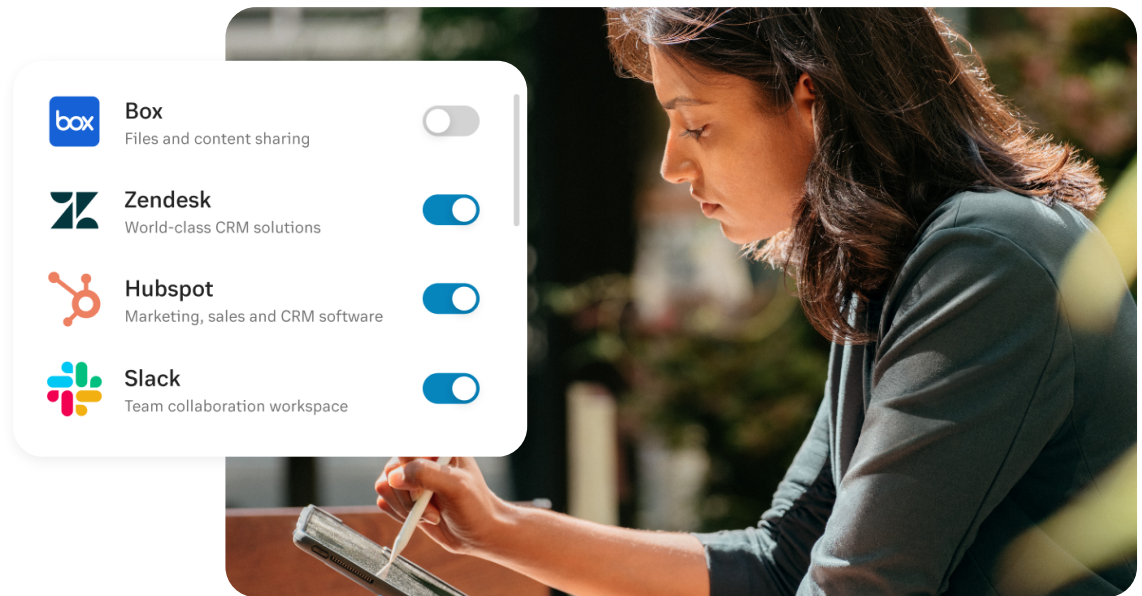 box
Box
Files and content sharing
Zendesk
World-class CRM solutions
Hubspot
Marketing, sales and CRM software
Slack
Team collaboration workspace